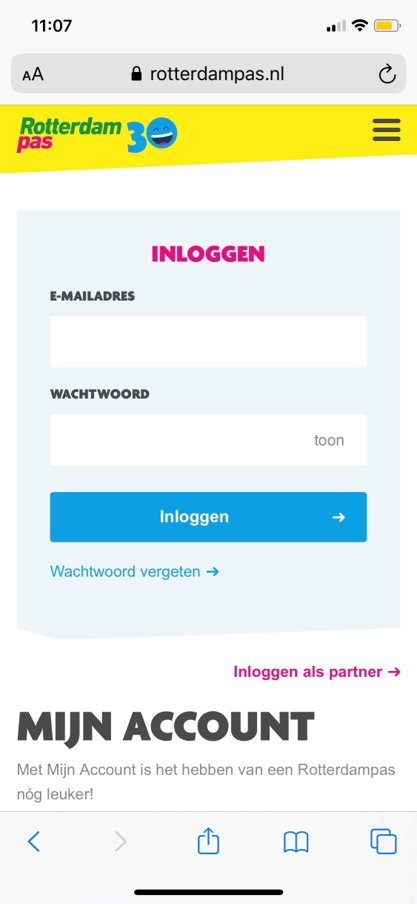 11:07
AA rotterdampas.nl
Rotterdam
pas
30
INLOGGEN
E-MAILADRES
WACHTWOORD
toon
Inloggen →
Wachtwoord vergeten →
Inloggen als partner →
MIJN ACCOUNT
Met Mijn Account is het hebben van een Rotterdampas
nóg leuker!